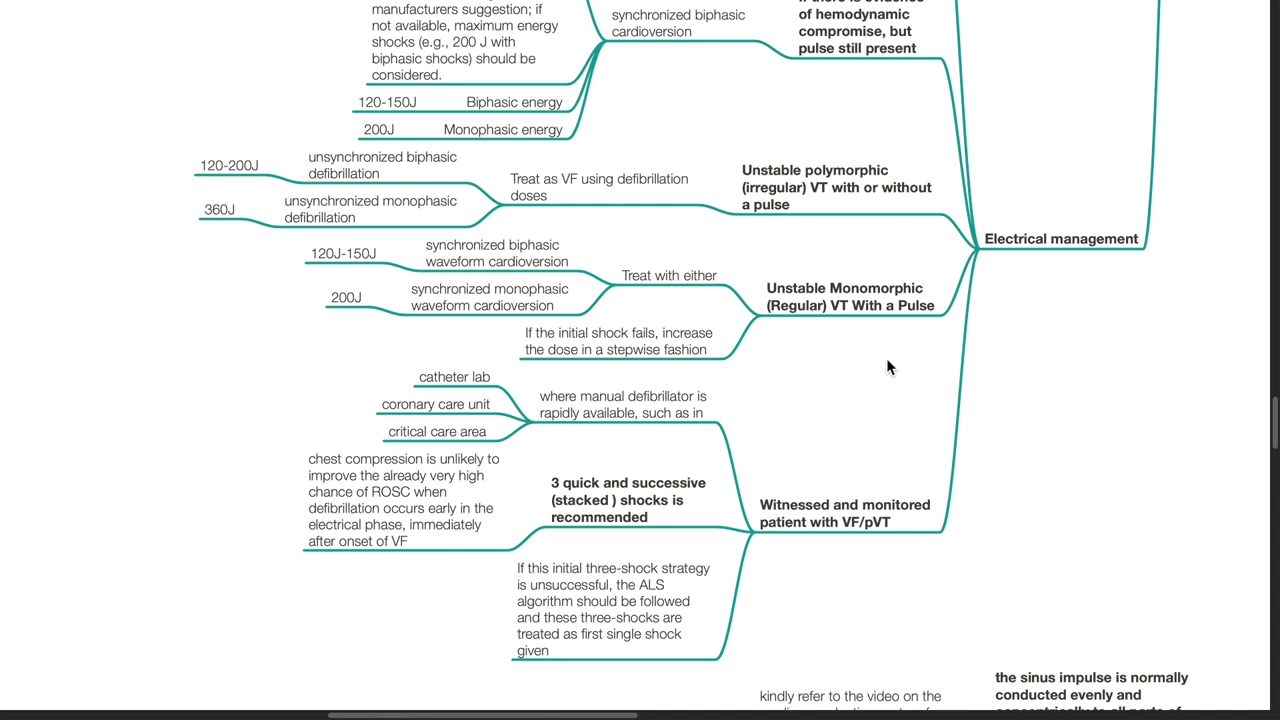 manufacturers suggestion; if
not available, maximum energy
shocks (e.g., 200 J with
biphasic shocks) should be
considered.
synchronized biphasic
cardioversion
If there is evidence
of hemodynamic
compromise, but
pulse still present
120-150J
Biphasic energy
200J
Monophasic energy
120-200J
unsynchronized biphasic
defibrillation
360J
unsynchronized monophasic
defibrillation
Treat as VF using defibrillation
doses
Unstable polymorphic
(irregular) VT with or without
a pulse
Electrical management
120J-150J
synchronized biphasic
waveform cardioversion
200J
synchronized monophasic
waveform cardioversion
Treat with either
Unstable Monomorphic
(Regular) VT With a Pulse
If the initial shock fails, increase
the dose in a stepwise fashion
catheter lab
coronary care unit
critical care area
where manual defibrillator is
rapidly available, such as in
chest compression is unlikely to
improve the already very high
chance of ROSC when
defibrillation occurs early in the
electrical phase, immediately
after onset of VF
3 quick and successive
(stacked ) shocks is
recommended
Witnessed and monitored
patient with VF/pVT
If this initial three-shock strategy
is unsuccessful, the ALS
algorithm should be followed
and these three-shocks are
treated as first single shock
given
kindly refer to the video on the
the sinus impulse is normally
conducted evenly and
concentrically to all parts of